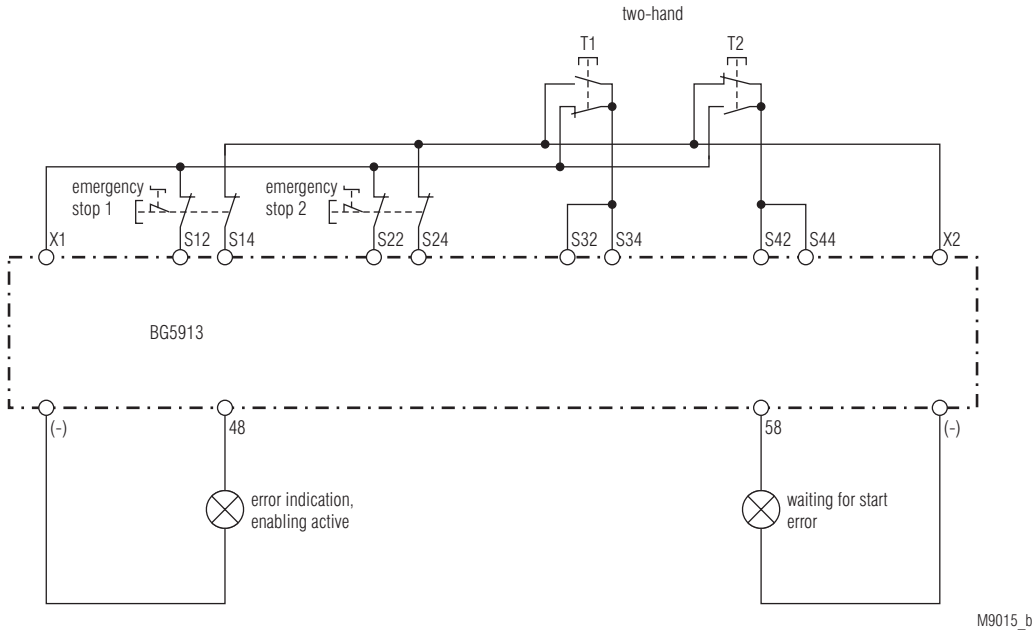 two-hand
T1
T2
emergency
stop 1
emergency
stop 2
X1
S12
S14
S22
S24
S32
S34
S42
S44
X2
BG5913
(-)
48
58
(-)
error indication,
enabling active
waiting for start
error
M9015_b